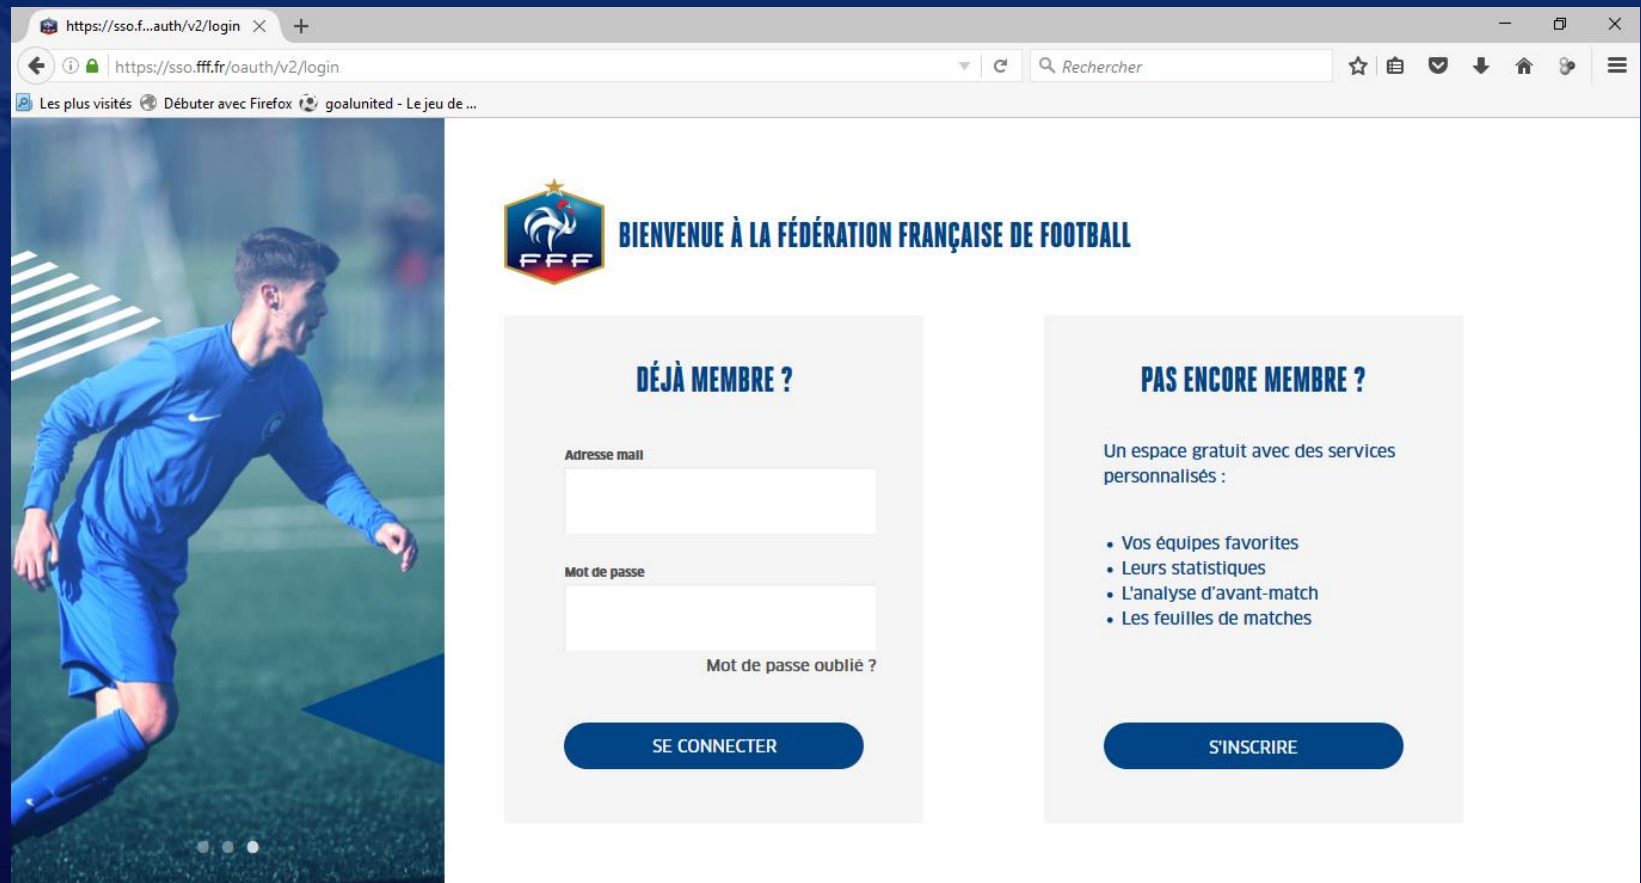 https://sso.f...auth/v2/login
https://sso.fff.fr/oauth/v2/login
Rechercher
Les plus visités Débuter avec Firefox goalunited - Le jeu de ...
FFF
BIENVENUE À LA FÉDÉRATION FRANÇAISE DE FOOTBALL
DÉJÀ MEMBRE ?
Adresse mail
Mot de passe
Mot de passe oublié ?
SE CONNECTER
PAS ENCORE MEMBRE ?
Un espace gratuit avec des services
personnalisés :
• Vos équipes favorites
• Leurs statistiques
• L'analyse d'avant-match
• Les feuilles de matches
S'INSCRIRE